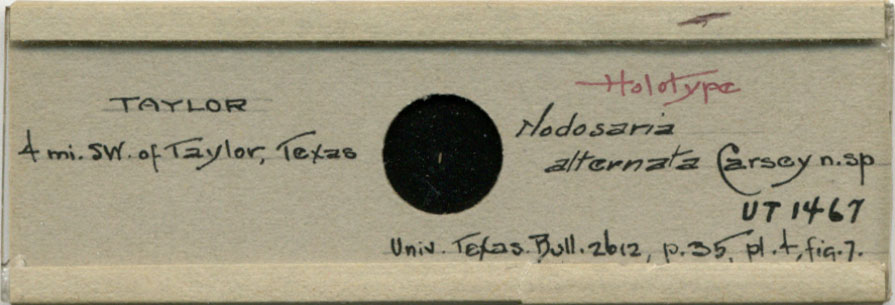 TAYLOR
4 mi. SW. of Taylor, Texas
Holotype
Nodosaria
alternata Carsey n.sp
UT 1467
Univ. Texas. Bull. 2612, p.35, pl.4, fig.7.